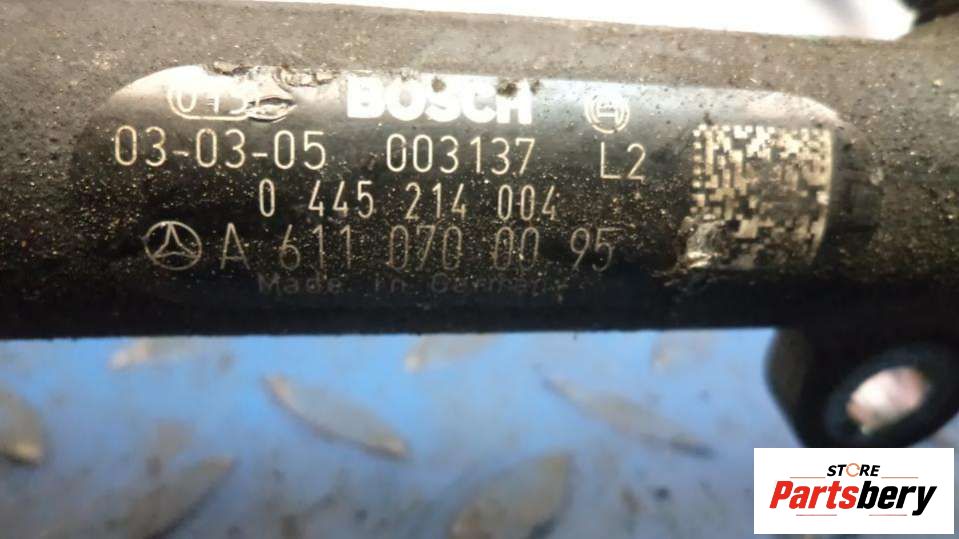 BOSCH
03-03-05 003137 L2
0 445 214 004
A 611 070 00 95
Made in Germany
STORE
Partsbery